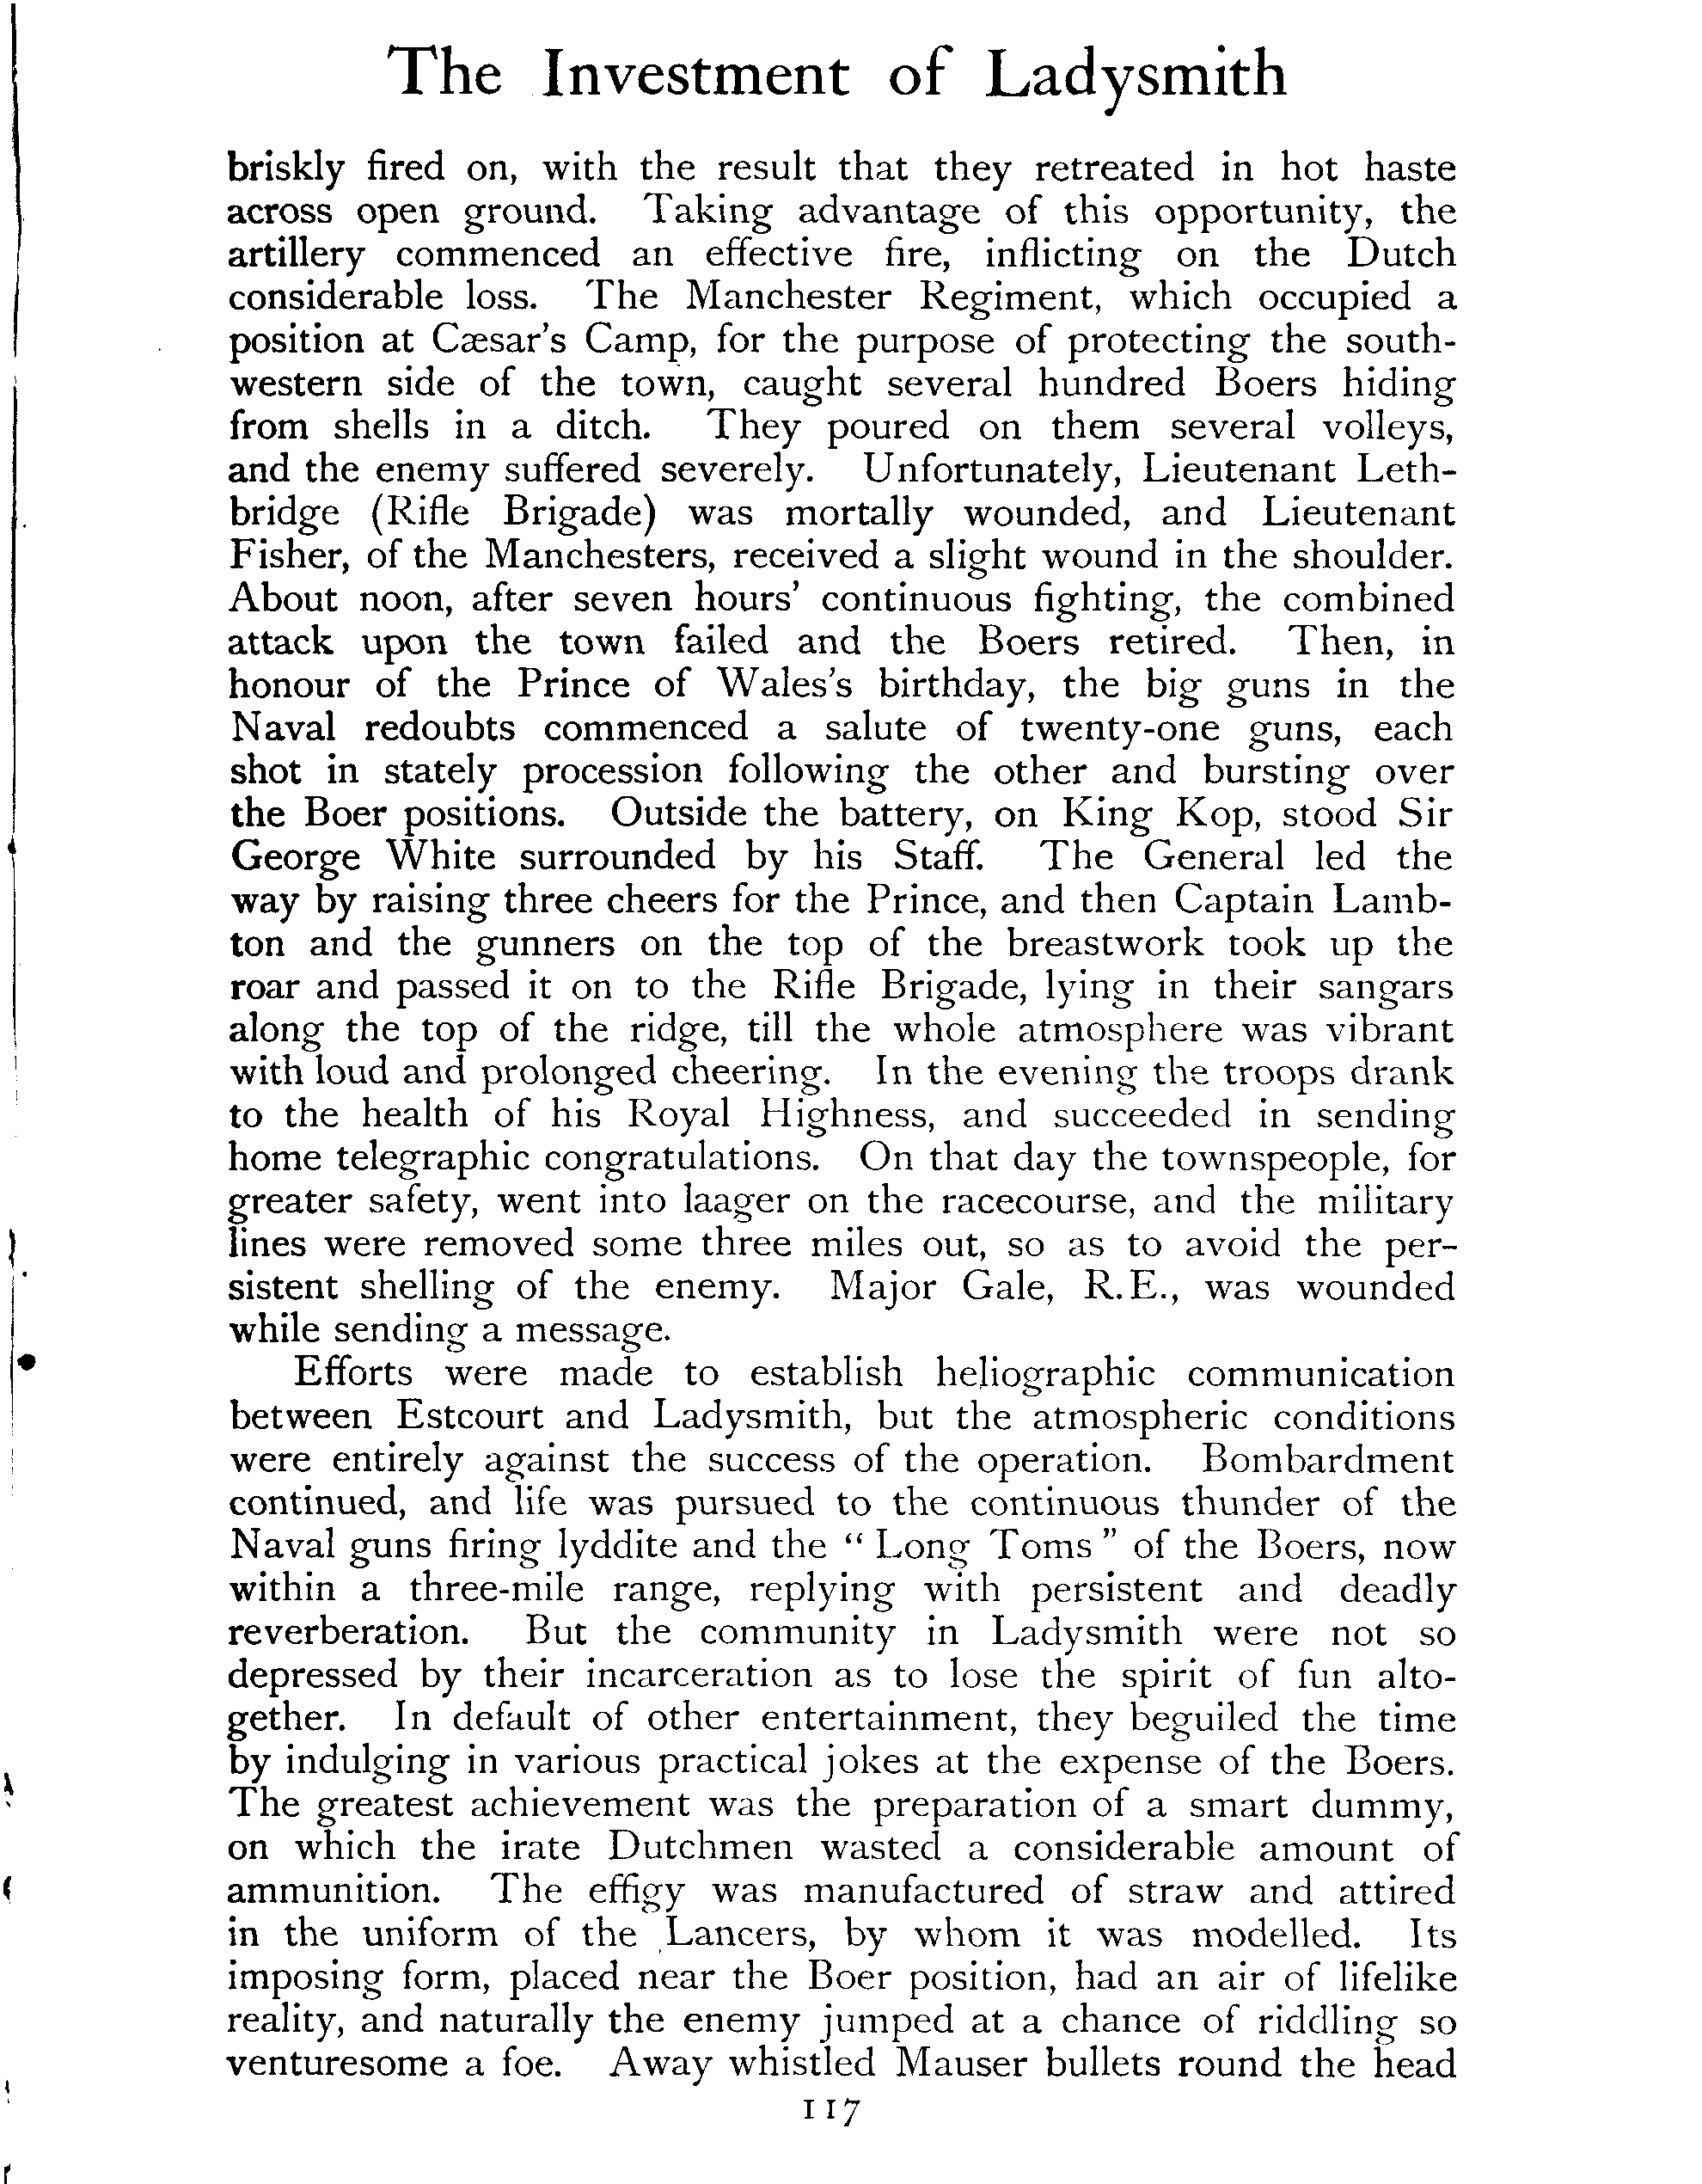 The Investment of Ladysmith
briskly fired on, with the result that they retreated in hot haste
across open ground. Taking advantage of this opportunity, the
artillery commenced an effective fire, inflicting on the Dutch
considerable loss. The Manchester Regiment, which occupied a
position at Cæsar's Camp, for the purpose of protecting the south-
western side of the town, caught several hundred Boers hiding
from shells in a ditch. They poured on them several volleys,
and the enemy suffered severely. Unfortunately, Lieutenant Leth-
bridge (Rifle Brigade) was mortally wounded, and Lieutenant
Fisher, of the Manchesters, received a slight wound in the shoulder.
About noon, after seven hours' continuous fighting, the combined
attack upon the town failed and the Boers retired. Then, in
honour of the Prince of Wales's birthday, the big guns in the
Naval redoubts commenced a salute of twenty-one guns, each
shot in stately procession following the other and bursting over
the Boer positions. Outside the battery, on King Kop, stood Sir
George White surrounded by his Staff. The General led the
way by raising three cheers for the Prince, and then Captain Lamb-
ton and the gunners on the top of the breastwork took up the
roar and passed it on to the Rifle Brigade, lying in their sangars
along the top of the ridge, till the whole atmosphere was vibrant
with loud and prolonged cheering. In the evening the troops drank
to the health of his Royal Highness, and succeeded in sending
home telegraphic congratulations. On that day the townspeople, for
greater safety, went into laager on the racecourse, and the military
lines were removed some three miles out, so as to avoid the per-
sistent shelling of the enemy. Major Gale, R.E., was wounded
while sending a message.
Efforts were made to establish heliographic communication
between Estcourt and Ladysmith, but the atmospheric conditions
were entirely against the success of the operation. Bombardment
continued, and life was pursued to the continuous thunder of the
Naval guns firing lyddite and the “ Long Toms ” of the Boers, now
within a three-mile range, replying with persistent and deadly
reverberation. But the community in Ladysmith were not so
depressed by their incarceration as to lose the spirit of fun alto-
gether. In default of other entertainment, they beguiled the time
by indulging in various practical jokes at the expense of the Boers.
The greatest achievement was the preparation of a smart dummy,
on which the irate Dutchmen wasted a considerable amount of
ammunition. The effigy was manufactured of straw and attired
in the uniform of the Lancers, by whom it was modelled. Its
imposing form, placed near the Boer position, had an air of lifelike
reality, and naturally the enemy jumped at a chance of riddling so
venturesome a foe. Away whistled Mauser bullets round the head
117